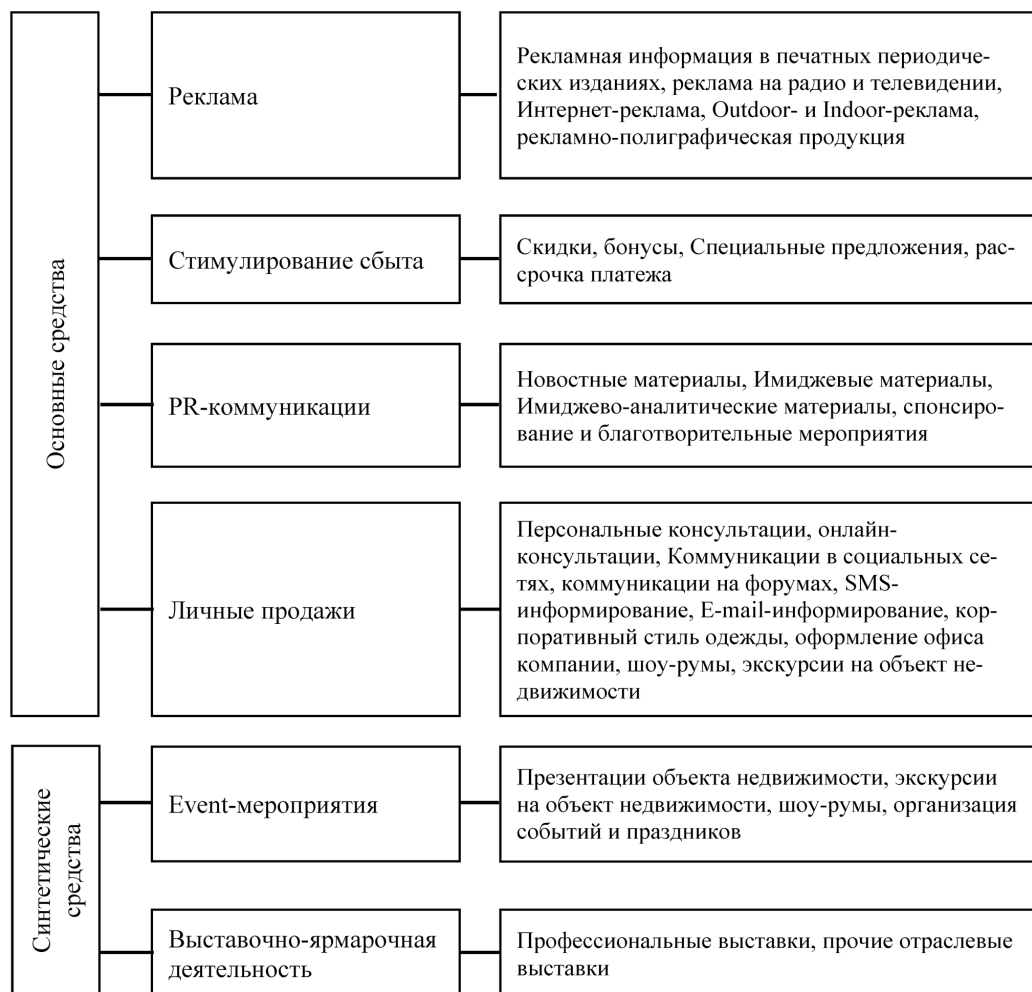 Основные средства
Реклама
Рекламная информация в печатных периодиче-
ских изданиях, реклама на радио и телевидении,
Интернет-реклама, Outdoor- и Indoor-реклама,
рекламно-полиграфическая продукция
Стимулирование сбыта
Скидки, бонусы, Специальные предложения, рас-
срочка платежа
PR-коммуникации
Новостные материалы, Имиджевые материалы,
Имиджево-аналитические материалы, спонсиро-
вание и благотворительные мероприятия
Личные продажи
Персональные консультации, онлайн-
консультации, Коммуникации в социальных се-
тях, коммуникации на форумах, SMS-
информирование, E-mail-информирование, кор-
поративный стиль одежды, оформление офиса
компании, шоу-румы, экскурсии на объект не-
движимости
Синтетические
средства
Event-мероприятия
Презентации объекта недвижимости, экскурсии
на объект недвижимости, шоу-румы, организация
событий и праздников
Выставочно-ярмарочная
деятельность
Профессиональные выставки, прочие отраслевые
выставки